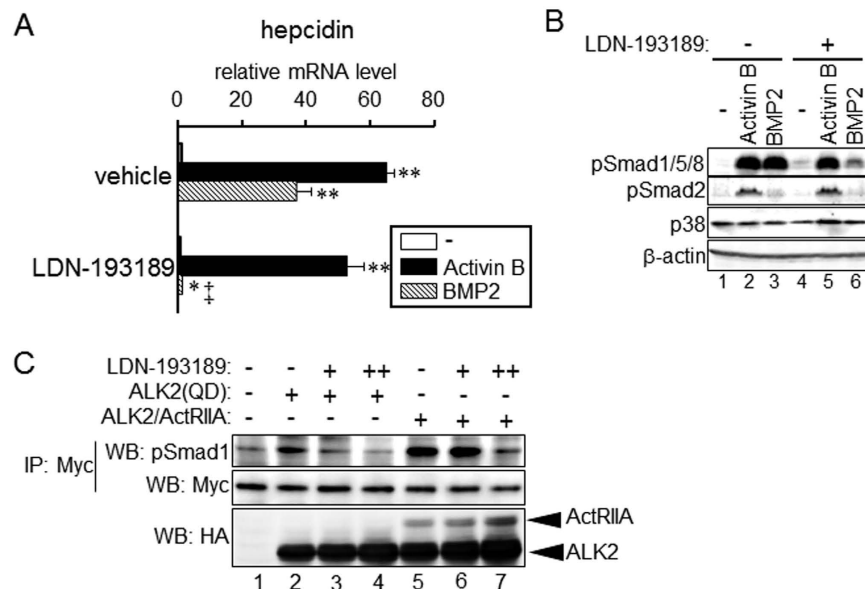 A
hepcidin
relative mRNA level
0 20 40 60 80
vehicle
**
**
LDN-193189
**
* ‡
-
Activin B
BMP2
B
LDN-193189: - +
- Activin B BMP2 - Activin B BMP2
pSmad1/5/8
pSmad2
p38
β-actin
1 2 3 4 5 6
C
LDN-193189: - - + ++ - + ++
ALK2(QD): - + + + - - -
ALK2/ActRIIA: - - - - + + +
IP: Myc
WB: pSmad1
WB: Myc
WB: HA
ActRIIA
ALK2
1 2 3 4 5 6 7